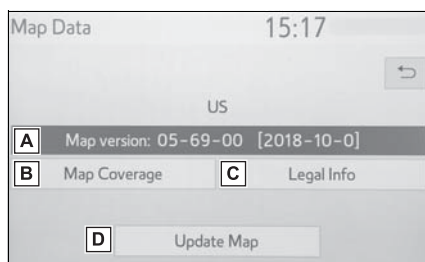 Map Data 15:17
US
A Map version: 05-69-00 [2018-10-0]
B Map Coverage C Legal Info
D Update Map